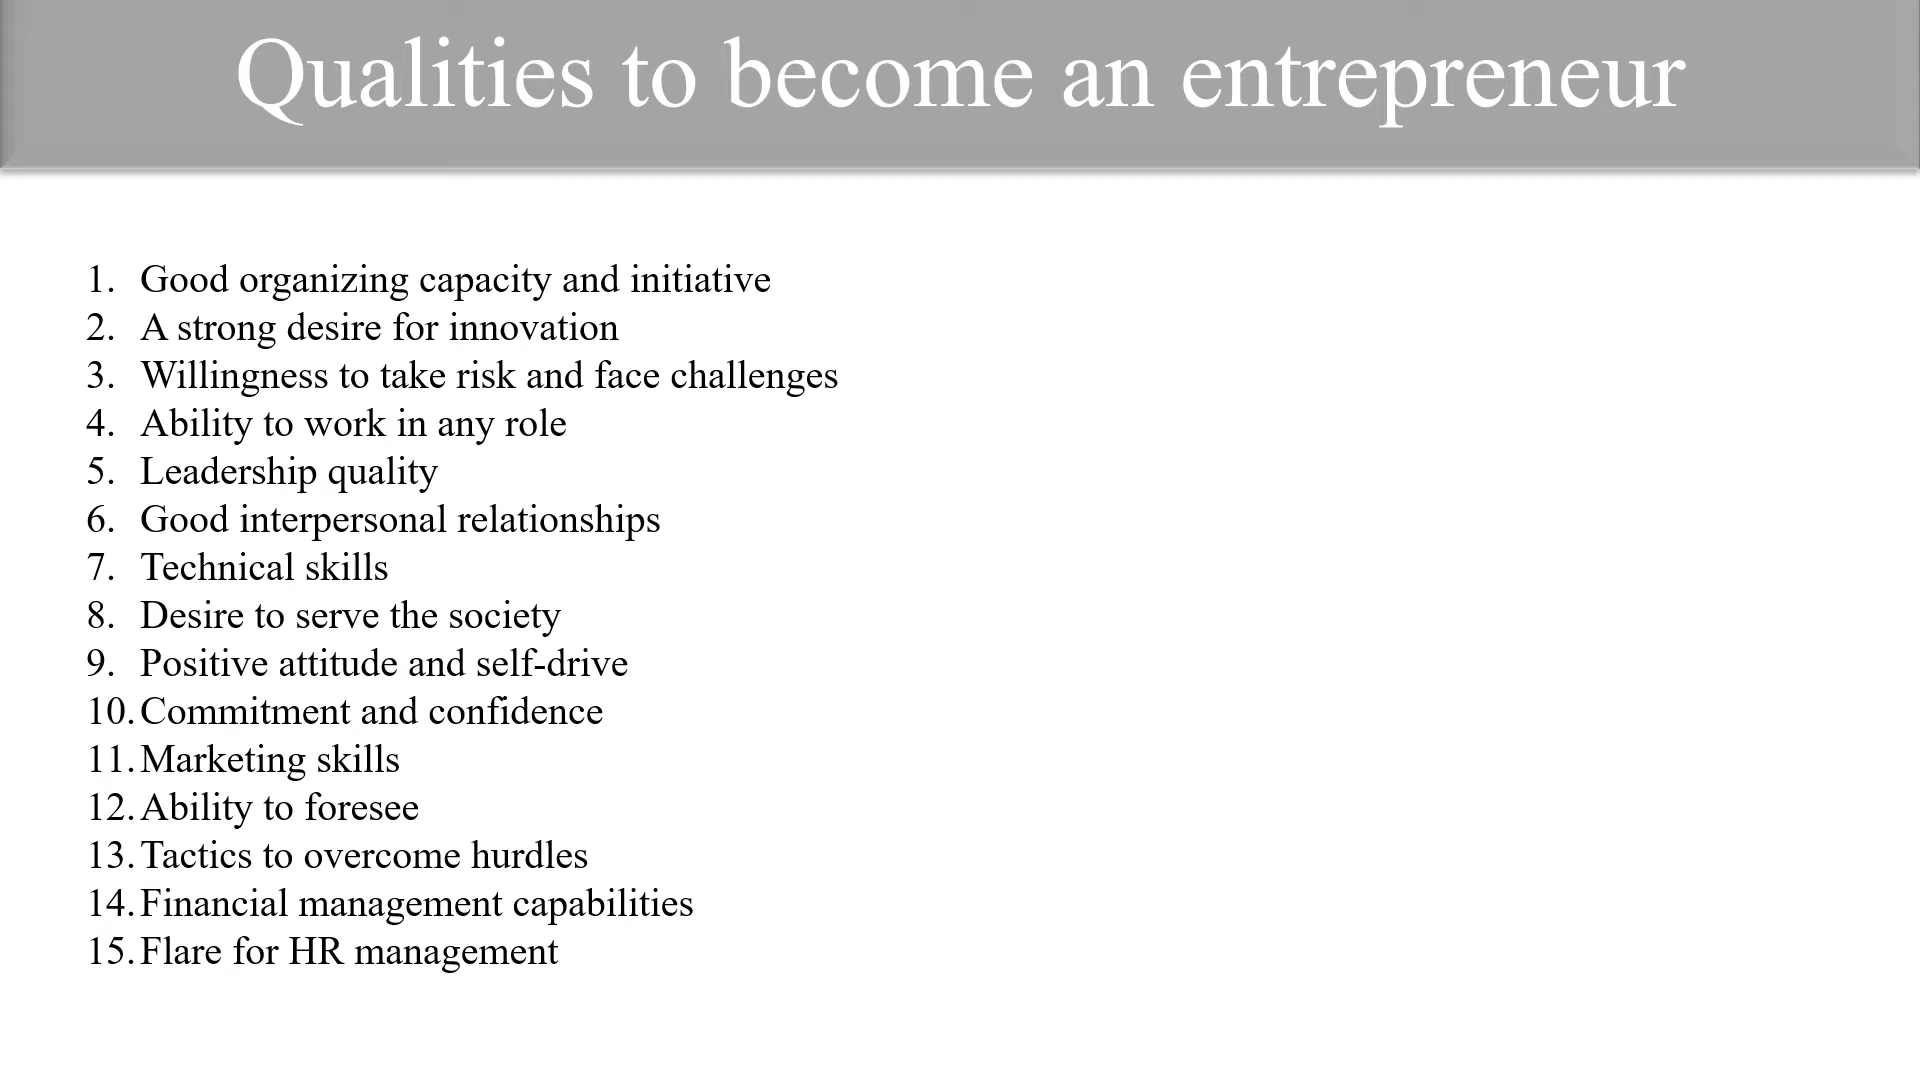 Qualities to become an entrepreneur
1. Good organizing capacity and initiative
2. A strong desire for innovation
3. Willingness to take risk and face challenges
4. Ability to work in any role
5. Leadership quality
6. Good interpersonal relationships
7. Technical skills
8. Desire to serve the society
9. Positive attitude and self-drive
10. Commitment and confidence
11. Marketing skills
12. Ability to foresee
13. Tactics to overcome hurdles
14. Financial management capabilities
15. Flare for HR management